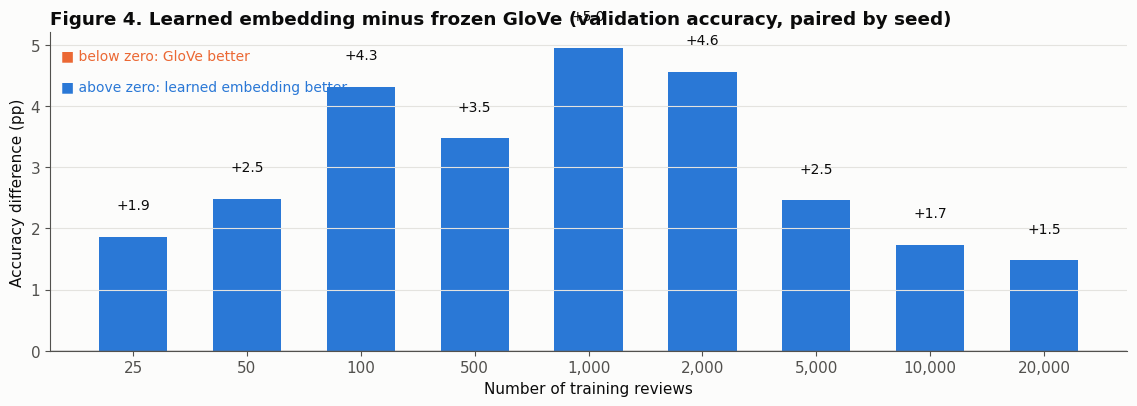 Figure 4. Learned embedding minus frozen GloVe (validation accuracy, paired by seed)
+5.0
■ below zero: GloVe better
■ above zero: learned embedding better
+1.9
+2.5
+4.3
+3.5
+4.6
+2.5
+1.7
+1.5
Accuracy difference (pp)
5
4
3
2
1
0
25 50 100 500 1,000 2,000 5,000 10,000 20,000
Number of training reviews